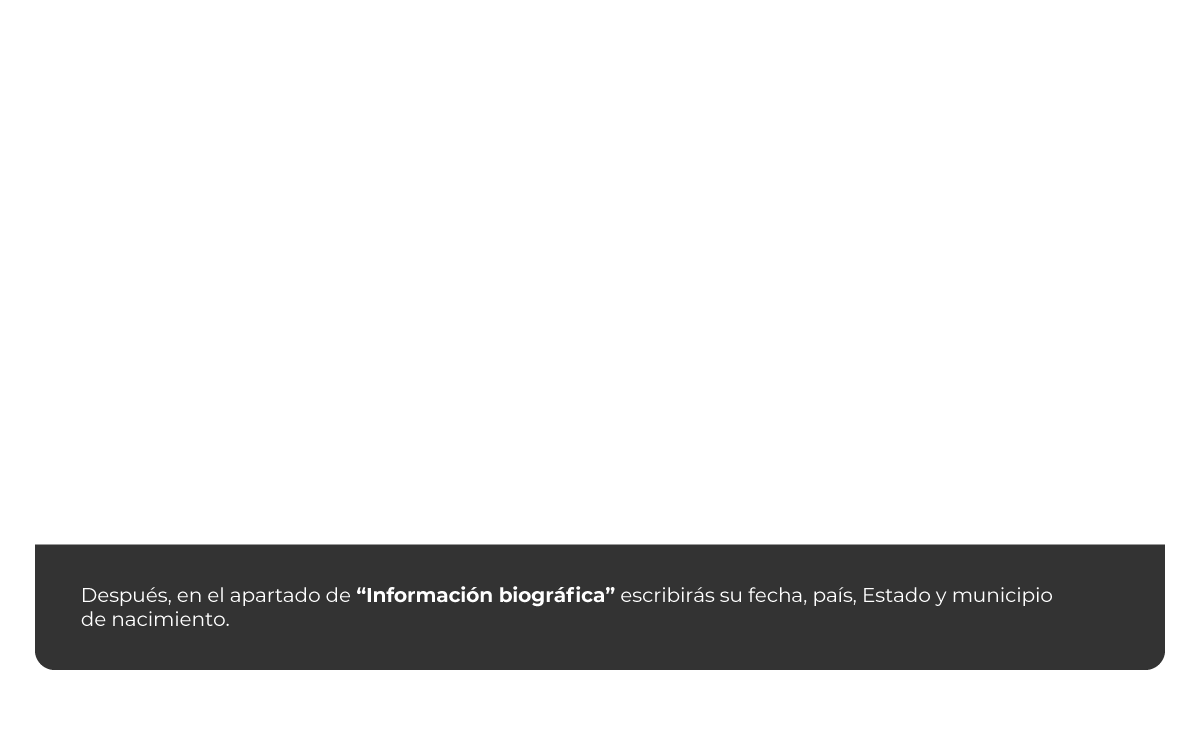 Después, en el apartado de “Información biográfica” escribirás su fecha, país, Estado y municipio
de nacimiento.